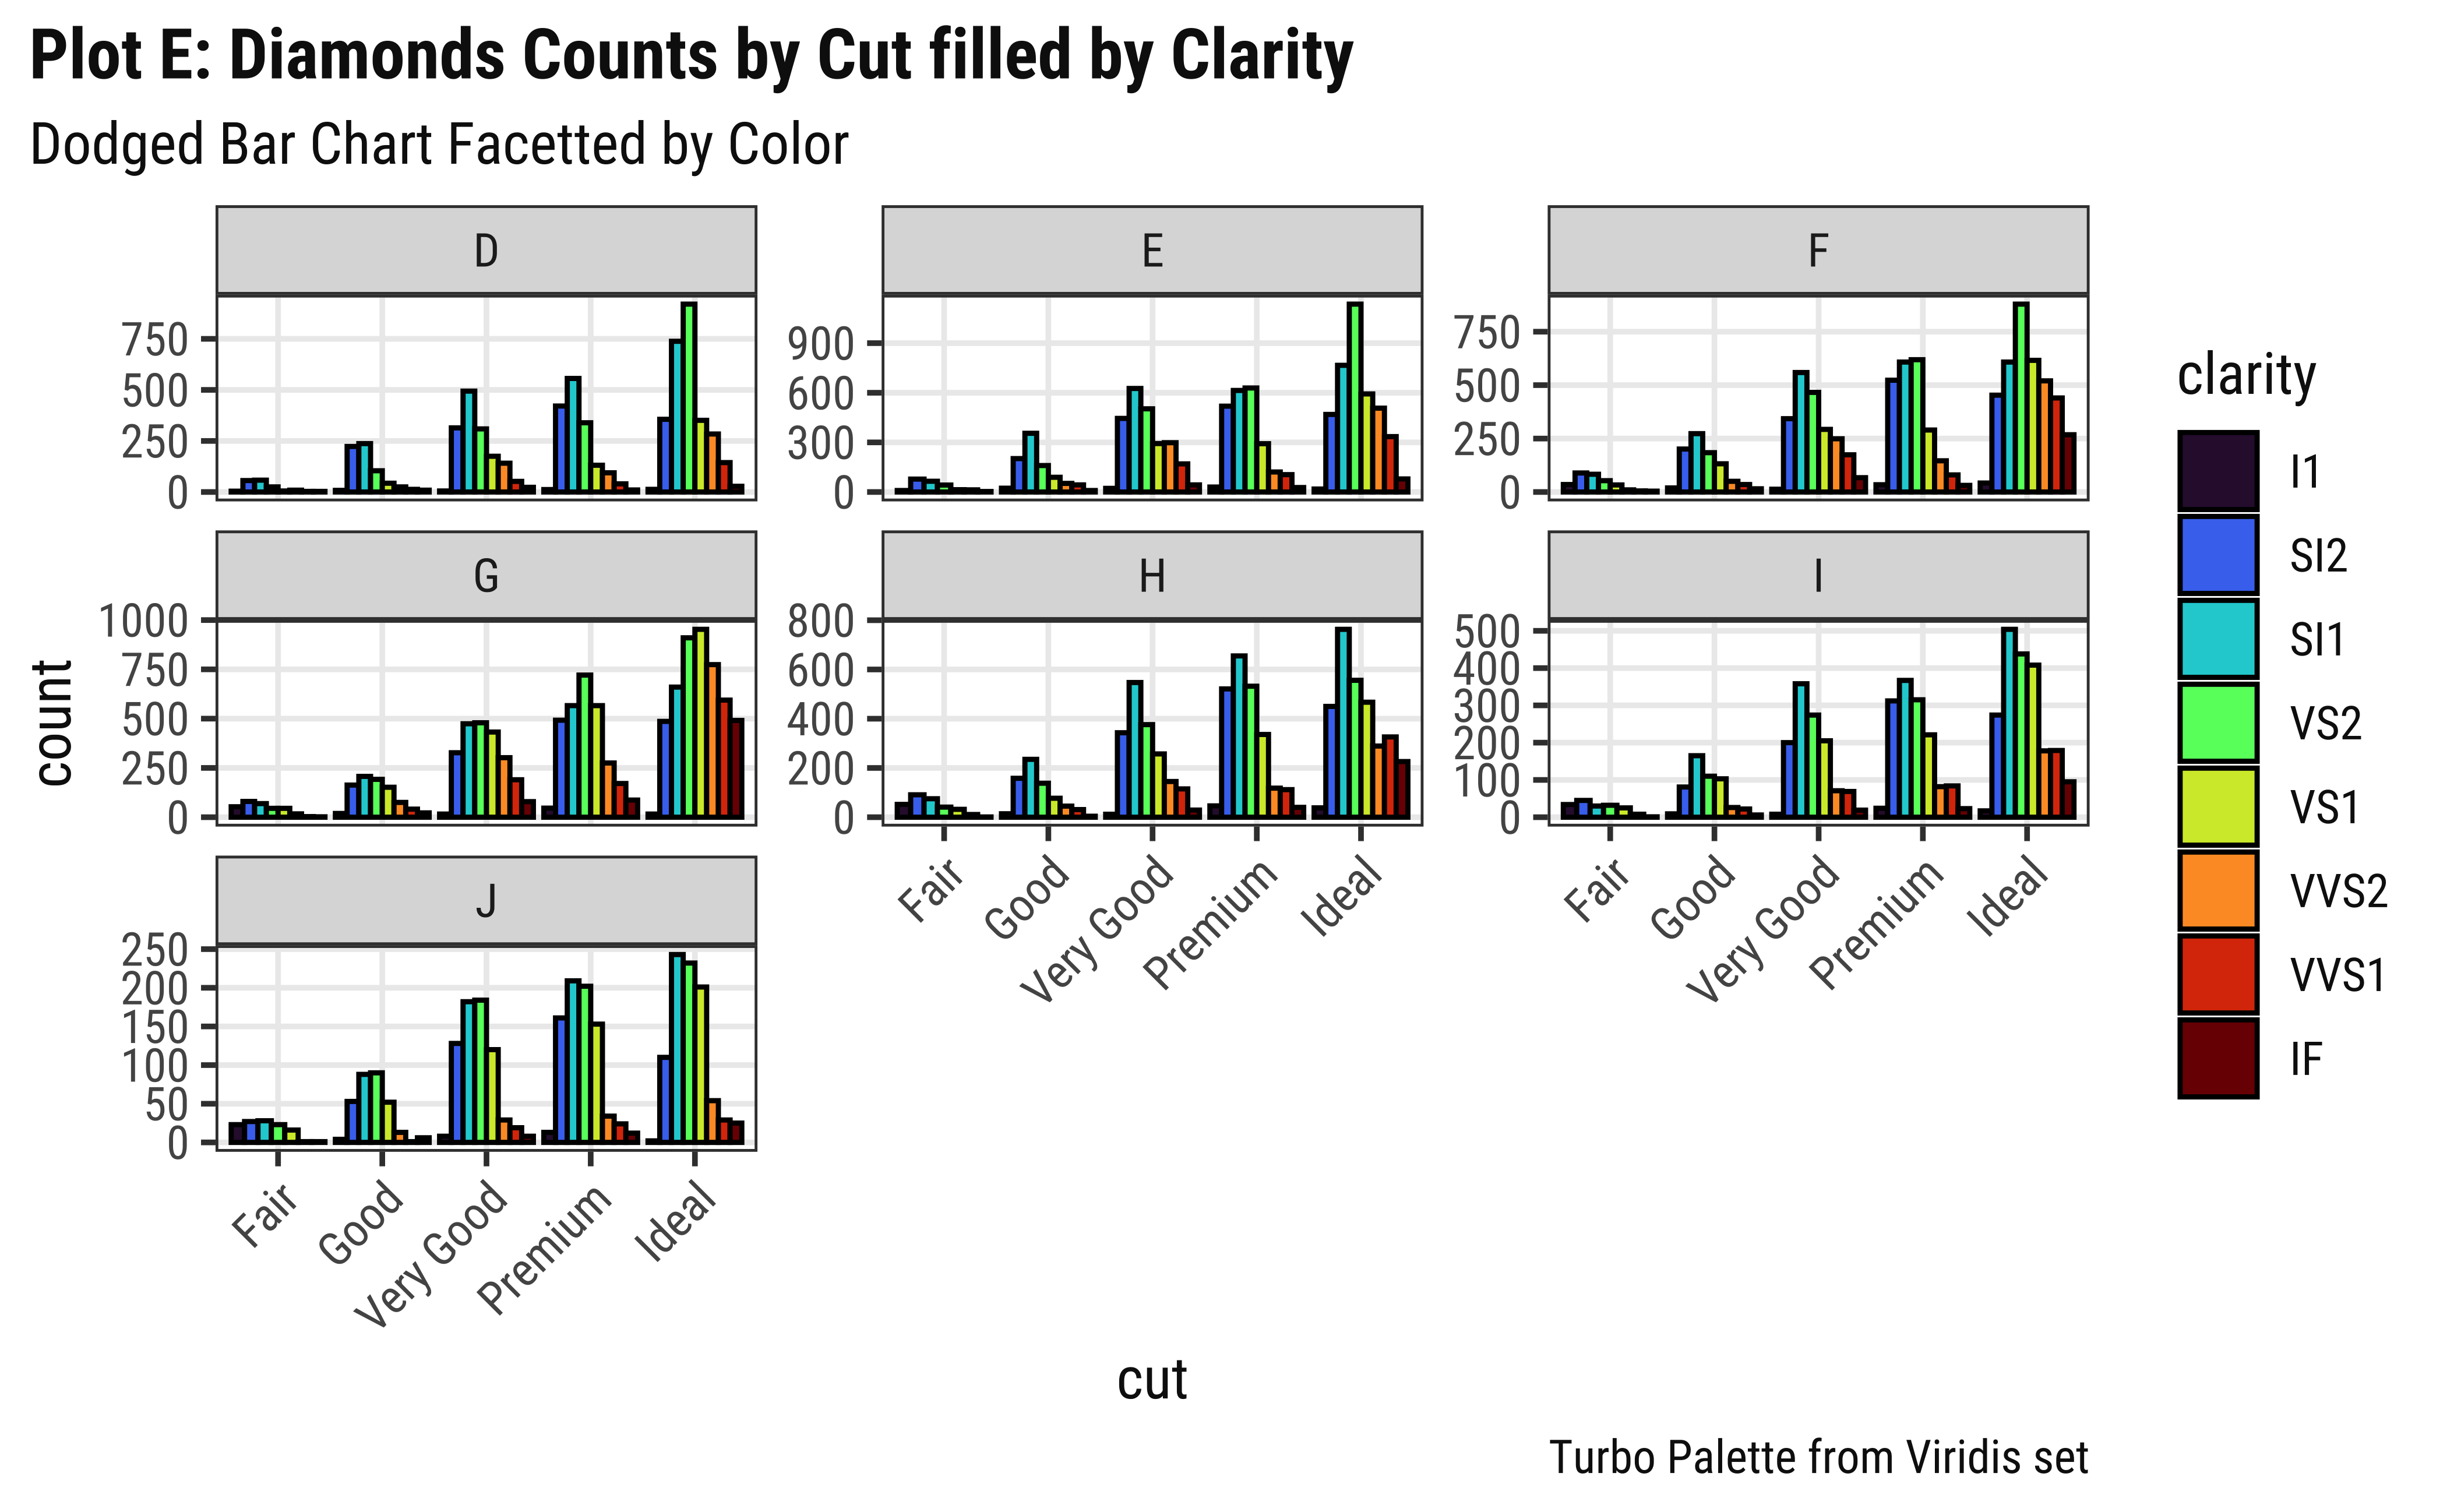 Plot E: Diamonds Counts by Cut filled by Clarity
Dodged Bar Chart Facetted by Color
D
E
F
750
500
250
0
900
600
300
0
750
500
250
0
G
H
I
1000
750
500
250
0
800
600
400
200
0
500
400
300
200
100
0
Fair
Good
Very Good
Premium
Ideal
Fair
Good
Very Good
Premium
Ideal
J
250
200
150
100
50
0
Fair
Good
Very Good
Premium
Ideal
count
cut
clarity
I1
SI2
SI1
VS2
VS1
VVS2
VVS1
IF
Turbo Palette from Viridis set